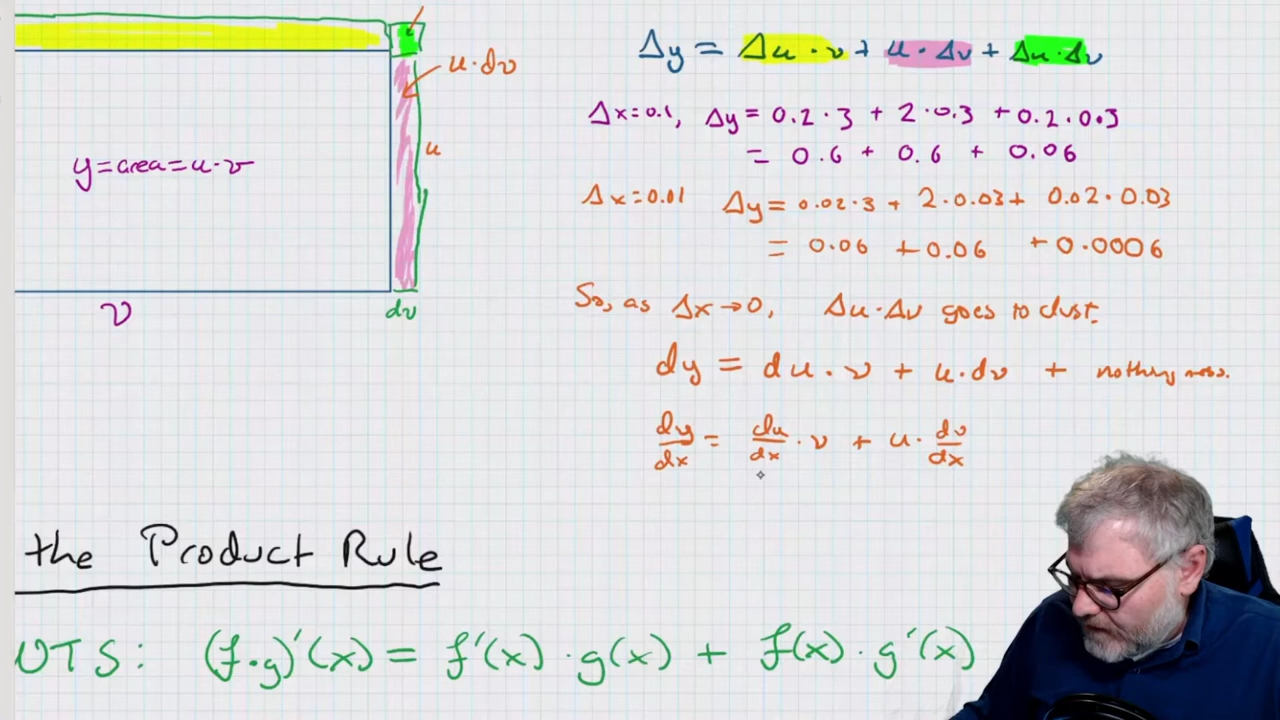 u·dv
u
y=area=u·v
v
dv
Δy = Δu·v + u·Δv + Δu·Δv
Δx=0.1, Δy= 0.2·3 + 2·0.3 +0.2·0.3
= 0.6 + 0.6 + 0.06
Δx=0.01 Δy= 0.02·3 + 2·0.03+ 0.02·0.03
= 0.06 +0.06 +0.0006
So, as Δx→0, Δu·Δv goes to dust.
dy = du·v + u·dv + nothing
dy/dx = du/dx · v + u· dv/dx
the Product Rule
WTS: (f·g)'(x) = f'(x)·g(x) + f(x)·g'(x)